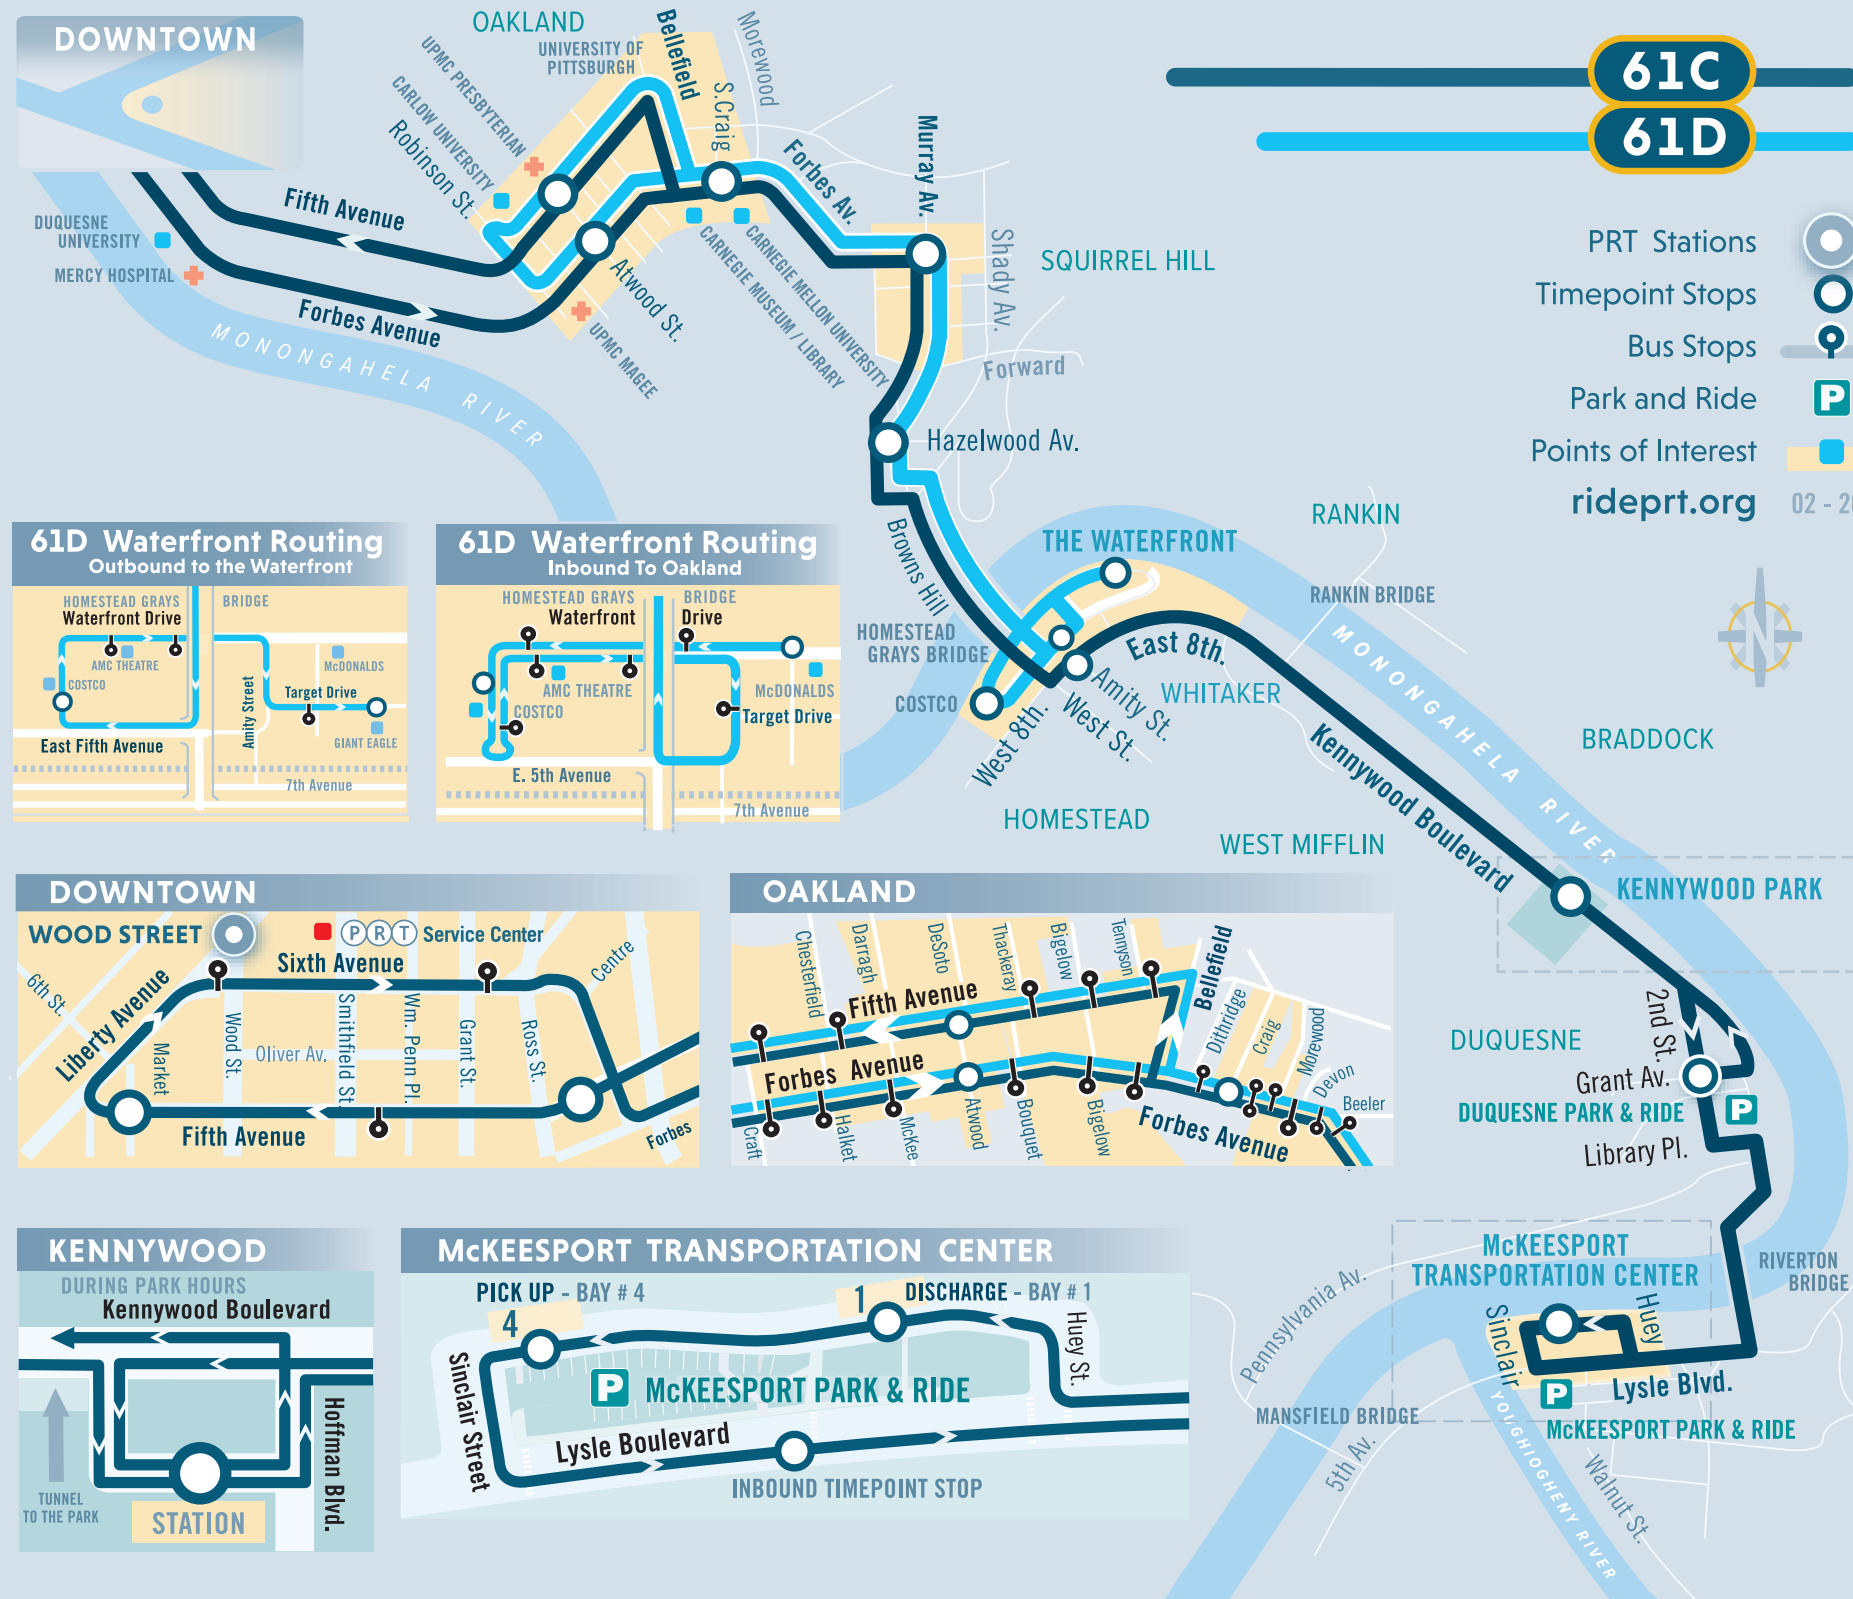 DOWNTOWN
OAKLAND
UNIVERSITY OF
PITTSBURGH
UPMC PRESBYTERIAN
CARLOW UNIVERSITY
Robinson St.
Bellefield
S.Craig
Morewood
Forbes Av.
Murray Av.
Shady Av.
SQUIRREL HILL
Forward
Fifth Avenue
Forbes Avenue
DUQUESNE
UNIVERSITY
MERCY HOSPITAL
MONONGAHELA RIVER
Atwood St.
UPMC MAGEE
CARNEGIE MUSEUM / LIBRARY
CARNEGIE MELLON UNIVERSITY
Hazelwood Av.
61C
61D
PRT Stations
Timepoint Stops
Bus Stops
Park and Ride
P
Points of Interest
rideprt.org
N
Browns Hill
THE WATERFRONT
RANKIN
RANKIN BRIDGE
HOMESTEAD
GRAYS BRIDGE
COSTCO
East 8th.
WHITAKER
Amity St.
West St.
West 8th.
HOMESTEAD
WEST MIFFLIN
MONONGAHELA RIVER
BRADDOCK
Kennywood Boulevard
KENNYWOOD PARK
2nd St.
DUQUESNE
Grant Av.
DUQUESNE PARK & RIDE
P
Library Pl.
McKEESPORT
TRANSPORTATION CENTER
RIVERTON
BRIDGE
Sinclair
Huey
Lysle Blvd.
P
McKEESPORT PARK & RIDE
Pennsylvania Av.
MANSFIELD BRIDGE
5th Av.
Walnut St.
YOUGHIOGHENY RIVER
61D Waterfront Routing
Outbound to the Waterfront
HOMESTEAD GRAYS
BRIDGE
Waterfront Drive
AMC THEATRE
COSTCO
McDONALDS
Amity Street
Target Drive
GIANT EAGLE
East Fifth Avenue
7th Avenue
61D Waterfront Routing
Inbound To Oakland
HOMESTEAD GRAYS
BRIDGE
Waterfront
Drive
AMC THEATRE
COSTCO
McDONALDS
Target Drive
E. 5th Avenue
7th Avenue
DOWNTOWN
WOOD STREET
PRT Service Center
Sixth Avenue
6th St.
Liberty Avenue
Market
Wood St.
Oliver Av.
Smithfield St.
Wm. Penn Pl.
Grant St.
Ross St.
Centre
Fifth Avenue
Forbes
OAKLAND
Chesterfield
Darragh
DeSoto
Thackeray
Bigelow
Tennyson
Bellefield
Dithridge
Craig
Morewood
Devon
Beeler
Fifth Avenue
Forbes Avenue
Forbes Avenue
Craft
Halket
McKee
Atwood
Bouquet
Bigelow
KENNYWOOD
DURING PARK HOURS
Kennywood Boulevard
Hoffman Blvd.
TUNNEL
TO THE PARK
STATION
McKEESPORT TRANSPORTATION CENTER
PICK UP - BAY # 4
4
1
DISCHARGE - BAY # 1
Huey St.
Sinclair Street
P
McKEESPORT PARK & RIDE
Lysle Boulevard
INBOUND TIMEPOINT STOP